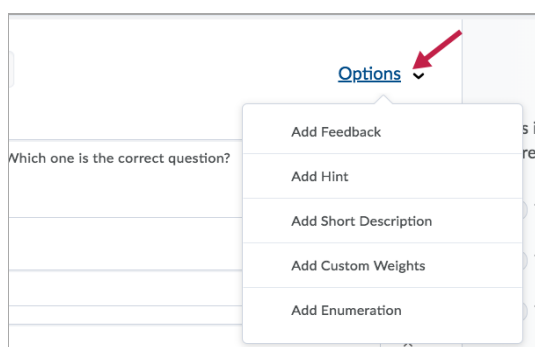 Options
Add Feedback
Which one is the correct question?
Add Hint
Add Short Description
Add Custom Weights
Add Enumeration